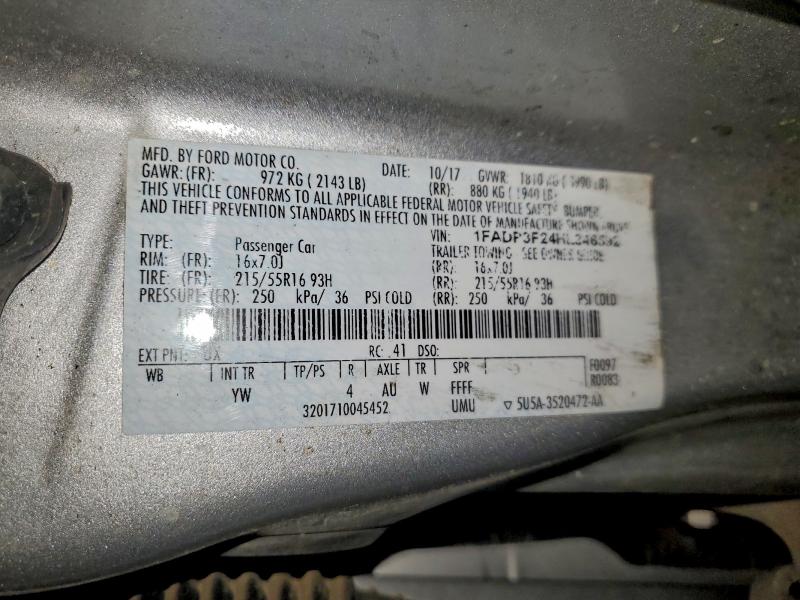 MFD. BY FORD MOTOR CO. DATE: 10/17 GVWR: 1810 KG ( 3990 LB)
GAWR: (FR): 972 KG ( 2143 LB) (RR): 880 KG ( 1940 LB)
THIS VEHICLE CONFORMS TO ALL APPLICABLE FEDERAL MOTOR VEHICLE SAFETY BUMPER,
AND THEFT PREVENTION STANDARDS IN EFFECT ON THE DATE OF MANUFACTURE SHOWN ABOVE
VIN:
TYPE: Passenger Car TRAILER TOWING - SEE OWNER GUIDE
RIM: (FR): 16x7.0J (RR): 16x7.0J
TIRE: (FR): 215/55R16 93H (RR): 215/55R16 93H
PRESSURE: (FR): 250 kPa/ 36 PSI COLD (RR): 250 kPa/ 36 PSI COLD
EXT PNT: UX RC: 41 DSO:
WB INT TR TP/PS R AXLE TR SPR F0097
YW 4 AU W FFFF R0083
3201710045452 UMU ▽ 5U5A-3520472-AA